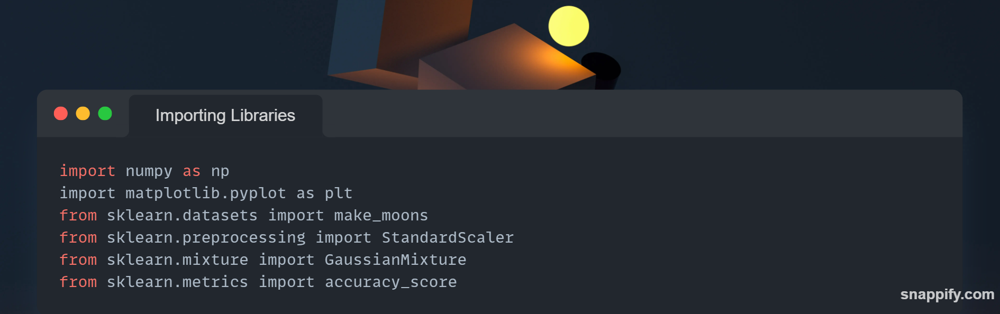 Importing Libraries
import numpy as np
import matplotlib.pyplot as plt
from sklearn.datasets import make_moons
from sklearn.preprocessing import StandardScaler
from sklearn.mixture import GaussianMixture
from sklearn.metrics import accuracy_score
snappify.com